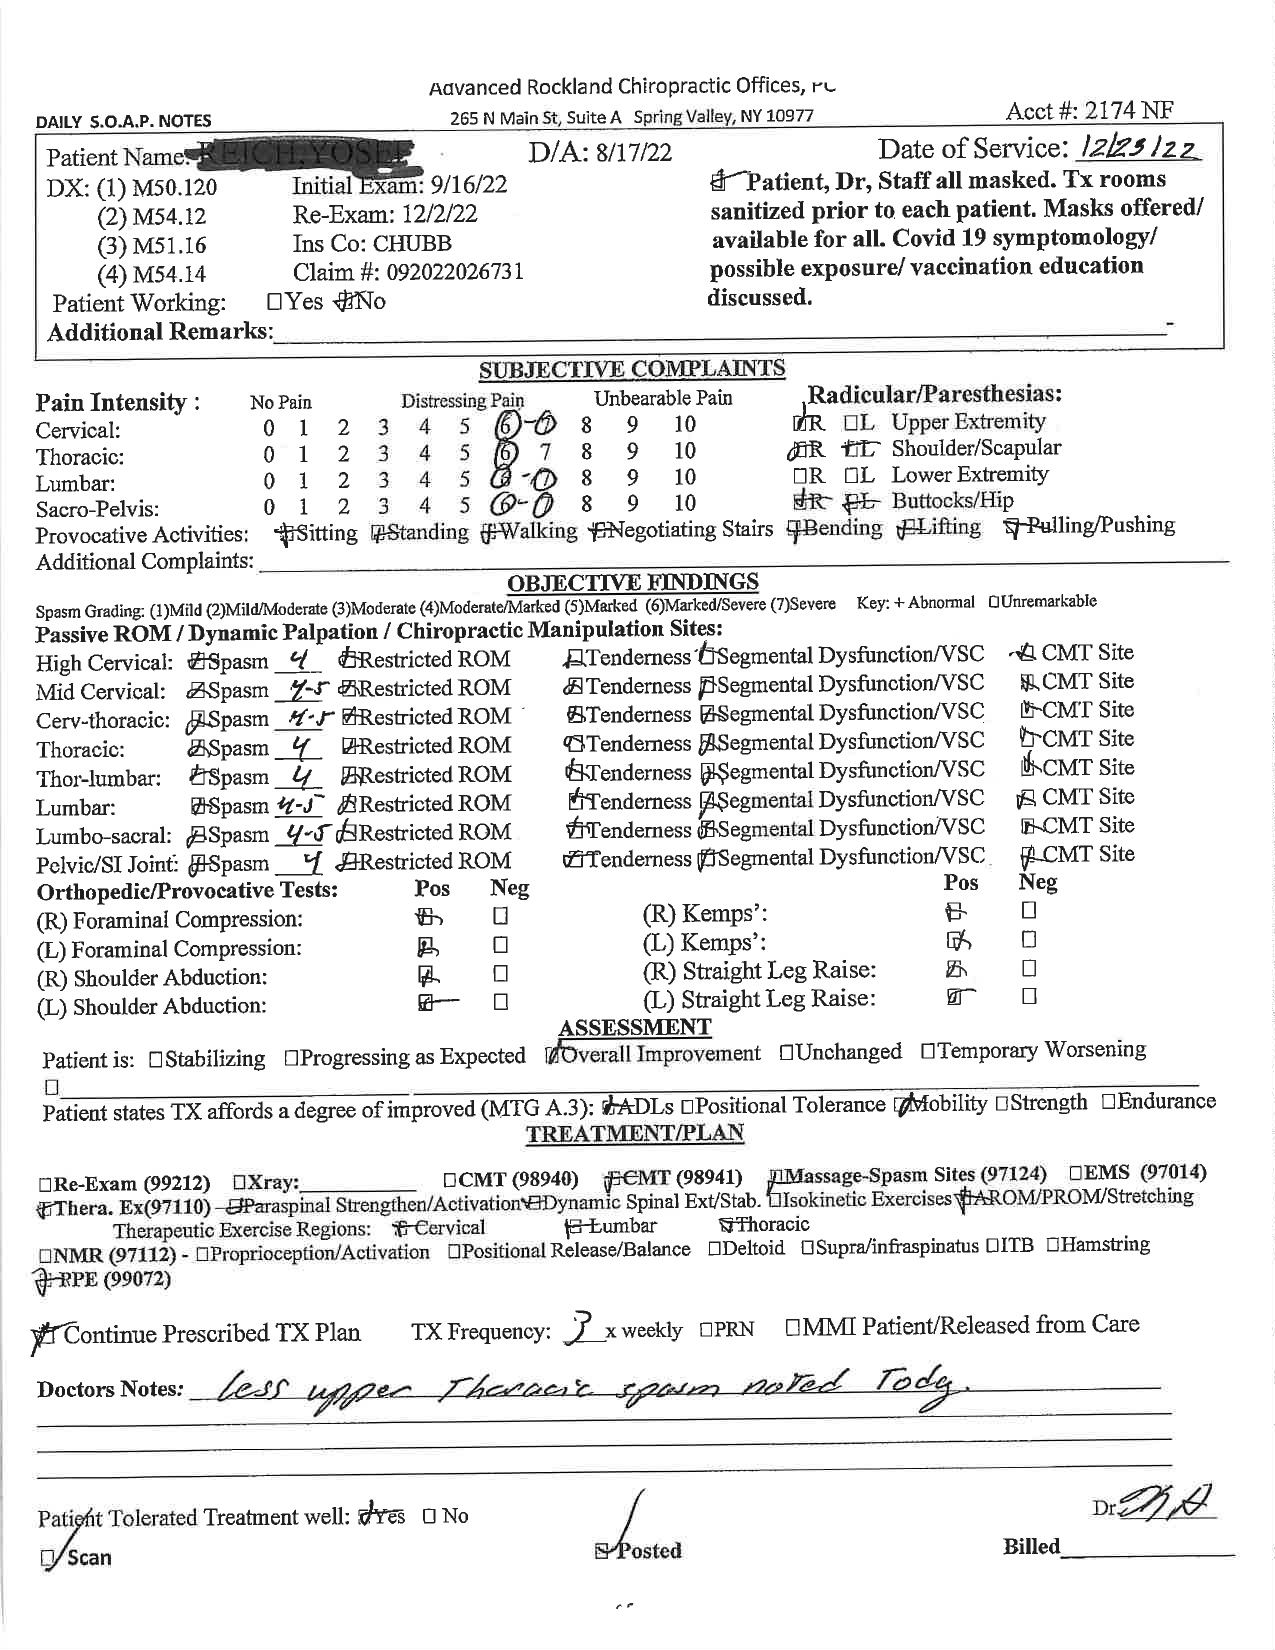 Advanced Rockland Chiropractic Offices, PC
DAILY S.O.A.P. NOTES 265 N Main St, Suite A Spring Valley, NY 10977 Acct #: 2174 NF
Patient Name: D/A: 8/17/22 Date of Service: 12/23/22
DX: (1) M50.120 Initial Exam: 9/16/22 Patient, Dr, Staff all masked. Tx rooms
(2) M54.12 Re-Exam: 12/2/22 sanitized prior to each patient. Masks offered/
(3) M51.16 Ins Co: CHUBB available for all. Covid 19 symptomology/
(4) M54.14 Claim #: 092022026731 possible exposure/ vaccination education
Patient Working: ☐Yes ☑No discussed.
Additional Remarks:
SUBJECTIVE COMPLAINTS
Pain Intensity : No Pain Distressing Pain Unbearable Pain Radicular/Paresthesias:
Cervical: 0 1 2 3 4 5 6-7 8 9 10 ☑R ☐L Upper Extremity
Thoracic: 0 1 2 3 4 5 6 7 8 9 10 ☑R ☑L Shoulder/Scapular
Lumbar: 0 1 2 3 4 5 6-7 8 9 10 ☐R ☐L Lower Extremity
Sacro-Pelvis: 0 1 2 3 4 5 6-7 8 9 10 ☑R ☑L Buttocks/Hip
Provocative Activities: ☑Sitting ☑Standing ☑Walking ☑Negotiating Stairs ☑Bending ☑Lifting ☑Pulling/Pushing
Additional Complaints:
OBJECTIVE FINDINGS
Spasm Grading: (1)Mild (2)Mild/Moderate (3)Moderate (4)Moderate/Marked (5)Marked (6)Marked/Severe (7)Severe Key: + Abnormal ☐Unremarkable
Passive ROM / Dynamic Palpation / Chiropractic Manipulation Sites:
High Cervical: ☑Spasm 4 ☑Restricted ROM ☑Tenderness ☑Segmental Dysfunction/VSC ☑CMT Site
Mid Cervical: ☑Spasm 4-5 ☑Restricted ROM ☑Tenderness ☑Segmental Dysfunction/VSC ☑CMT Site
Cerv-thoracic: ☑Spasm 4-5 ☑Restricted ROM ☑Tenderness ☑Segmental Dysfunction/VSC ☑CMT Site
Thoracic: ☑Spasm 4 ☑Restricted ROM ☑Tenderness ☑Segmental Dysfunction/VSC ☑CMT Site
Thor-lumbar: ☑Spasm 4 ☑Restricted ROM ☑Tenderness ☑Segmental Dysfunction/VSC ☑CMT Site
Lumbar: ☑Spasm 4-5 ☑Restricted ROM ☑Tenderness ☑Segmental Dysfunction/VSC ☑CMT Site
Lumbo-sacral: ☑Spasm 4-5 ☑Restricted ROM ☑Tenderness ☑Segmental Dysfunction/VSC ☑CMT Site
Pelvic/SI Joint: ☑Spasm 4 ☑Restricted ROM ☑Tenderness ☑Segmental Dysfunction/VSC ☑CMT Site
Orthopedic/Provocative Tests: Pos Neg Pos Neg
(R) Foraminal Compression: ☑ ☐ (R) Kemps': ☑ ☐
(L) Foraminal Compression: ☑ ☐ (L) Kemps': ☑ ☐
(R) Shoulder Abduction: ☑ ☐ (R) Straight Leg Raise: ☑ ☐
(L) Shoulder Abduction: ☑ ☐ (L) Straight Leg Raise: ☑ ☐
ASSESSMENT
Patient is: ☐Stabilizing ☐Progressing as Expected ☑Overall Improvement ☐Unchanged ☐Temporary Worsening
☐
Patient states TX affords a degree of improved (MTG A.3): ☑ADLs ☐Positional Tolerance ☑Mobility ☐Strength ☐Endurance
TREATMENT/PLAN
☐Re-Exam (99212) ☐Xray: ☐CMT (98940) ☑CMT (98941) ☑Massage-Spasm Sites (97124) ☐EMS (97014)
☑Thera. Ex(97110) – ☑Paraspinal Strengthen/Activation ☑Dynamic Spinal Ext/Stab. ☐Isokinetic Exercises ☑AROM/PROM/Stretching
Therapeutic Exercise Regions: ☑Cervical ☑Lumbar ☑Thoracic
☐NMR (97112) - ☐Proprioception/Activation ☐Positional Release/Balance ☐Deltoid ☐Supra/infraspinatus ☐ITB ☐Hamstring
☑PPE (99072)
☑Continue Prescribed TX Plan TX Frequency: 3 x weekly ☐PRN ☐MMI Patient/Released from Care
Doctors Notes: less upper Thoracic spasm noted Tody.
Patient Tolerated Treatment well: ☑Yes ☐ No Dr.
☑Scan ☑Posted Billed